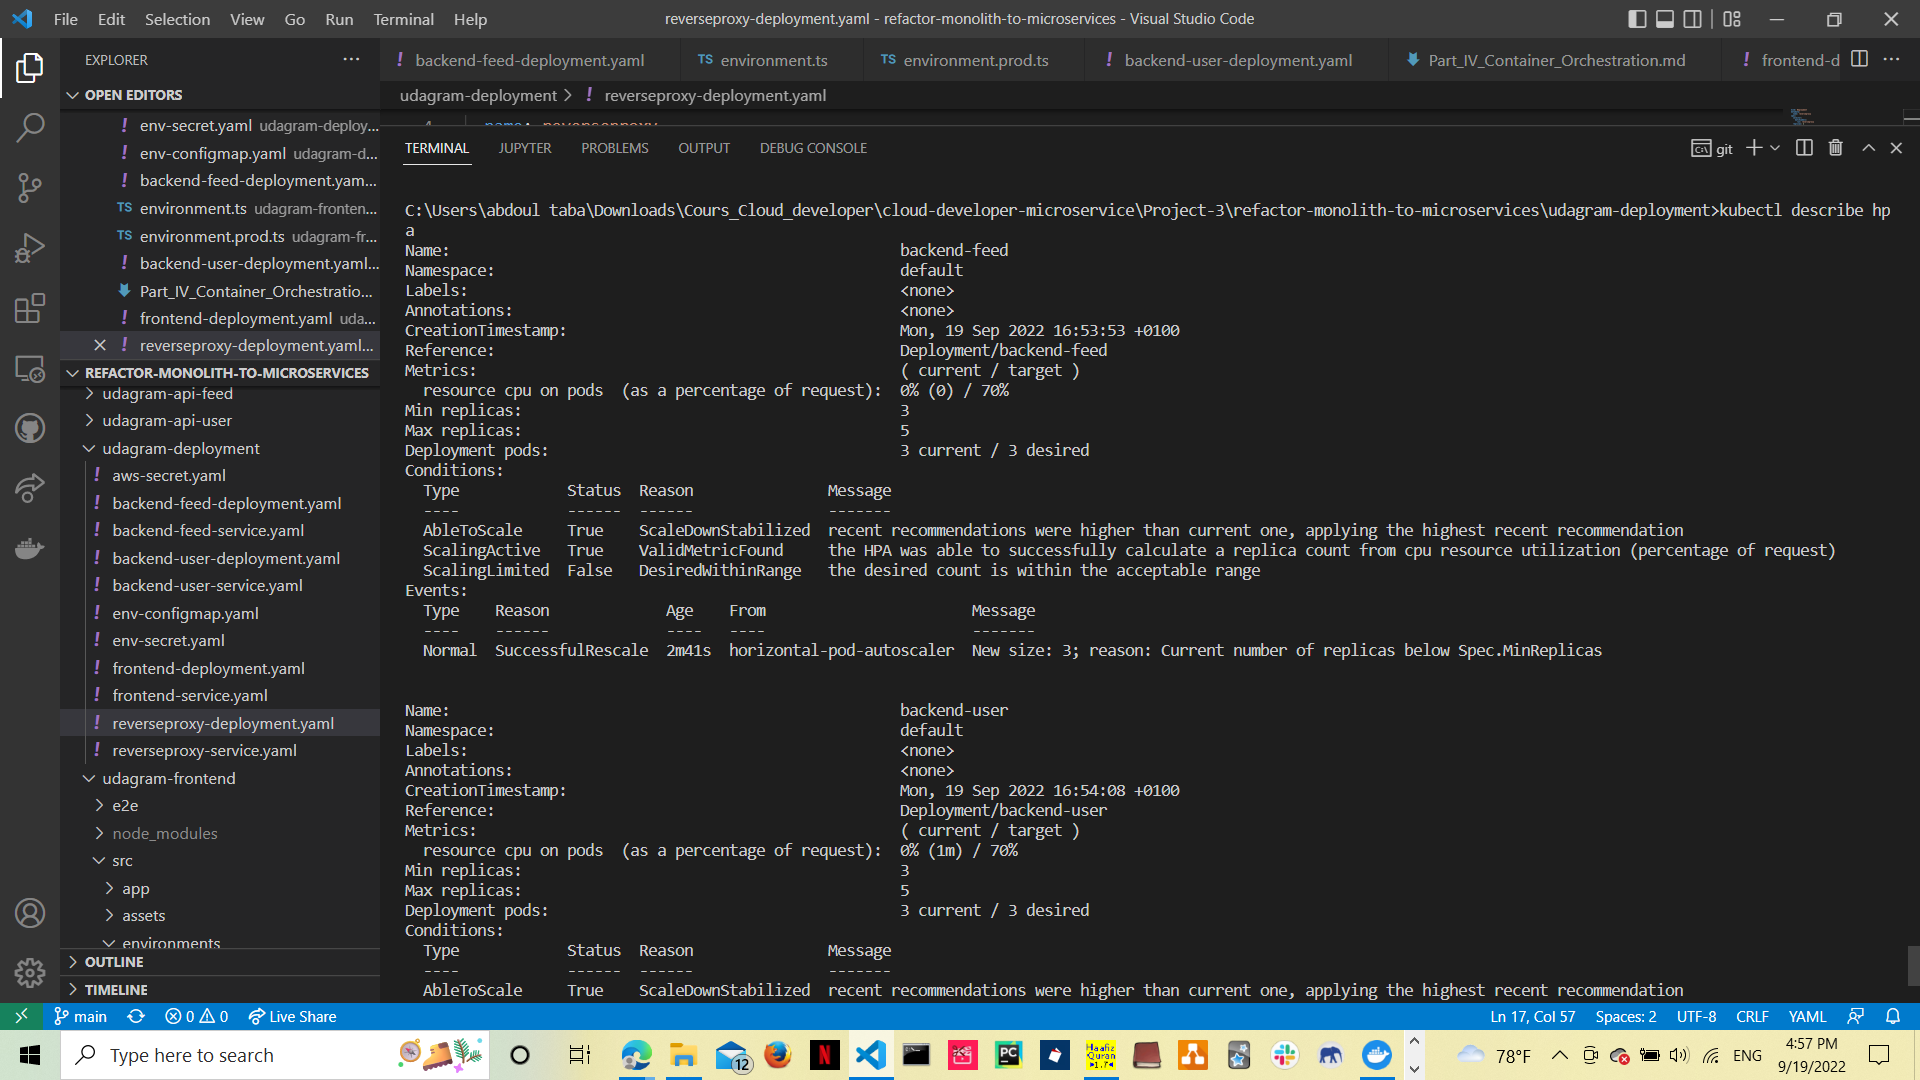 File Edit Selection View Go Run Terminal Help
reverseproxy-deployment.yaml - refactor-monolith-to-microservices - Visual Studio Code
EXPLORER
OPEN EDITORS
! env-secret.yaml udagram-deploy...
! env-configmap.yaml udagram-d...
! backend-feed-deployment.yam...
TS environment.ts udagram-fronten...
TS environment.prod.ts udagram-fr...
! backend-user-deployment.yaml...
Part_IV_Container_Orchestratio...
! frontend-deployment.yaml uda...
! reverseproxy-deployment.yaml...
REFACTOR-MONOLITH-TO-MICROSERVICES
udagram-api-feed
udagram-api-user
udagram-deployment
! aws-secret.yaml
! backend-feed-deployment.yaml
! backend-feed-service.yaml
! backend-user-deployment.yaml
! backend-user-service.yaml
! env-configmap.yaml
! env-secret.yaml
! frontend-deployment.yaml
! frontend-service.yaml
! reverseproxy-deployment.yaml
! reverseproxy-service.yaml
udagram-frontend
e2e
node_modules
src
app
assets
environments
OUTLINE
TIMELINE
! backend-feed-deployment.yaml TS environment.ts TS environment.prod.ts ! backend-user-deployment.yaml Part_IV_Container_Orchestration.md ! frontend-d
udagram-deployment > ! reverseproxy-deployment.yaml
TERMINAL JUPYTER PROBLEMS OUTPUT DEBUG CONSOLE
git
C:\Users\abdoul taba\Downloads\Cours_Cloud_developer\cloud-developer-microservice\Project-3\refactor-monolith-to-microservices\udagram-deployment>kubectl describe hp
a
Name: backend-feed
Namespace: default
Labels: <none>
Annotations: <none>
CreationTimestamp: Mon, 19 Sep 2022 16:53:53 +0100
Reference: Deployment/backend-feed
Metrics: ( current / target )
resource cpu on pods (as a percentage of request): 0% (0) / 70%
Min replicas: 3
Max replicas: 5
Deployment pods: 3 current / 3 desired
Conditions:
Type Status Reason Message
---- ------ ------ -------
AbleToScale True ScaleDownStabilized recent recommendations were higher than current one, applying the highest recent recommendation
ScalingActive True ValidMetricFound the HPA was able to successfully calculate a replica count from cpu resource utilization (percentage of request)
ScalingLimited False DesiredWithinRange the desired count is within the acceptable range
Events:
Type Reason Age From Message
---- ------ ---- ---- -------
Normal SuccessfulRescale 2m41s horizontal-pod-autoscaler New size: 3; reason: Current number of replicas below Spec.MinReplicas
Name: backend-user
Namespace: default
Labels: <none>
Annotations: <none>
CreationTimestamp: Mon, 19 Sep 2022 16:54:08 +0100
Reference: Deployment/backend-user
Metrics: ( current / target )
resource cpu on pods (as a percentage of request): 0% (1m) / 70%
Min replicas: 3
Max replicas: 5
Deployment pods: 3 current / 3 desired
Conditions:
Type Status Reason Message
---- ------ ------ -------
AbleToScale True ScaleDownStabilized recent recommendations were higher than current one, applying the highest recent recommendation
main 0 0 Live Share
Ln 17, Col 57 Spaces: 2 UTF-8 CRLF YAML
Type here to search
12
78°F
ENG
4:57 PM
9/19/2022